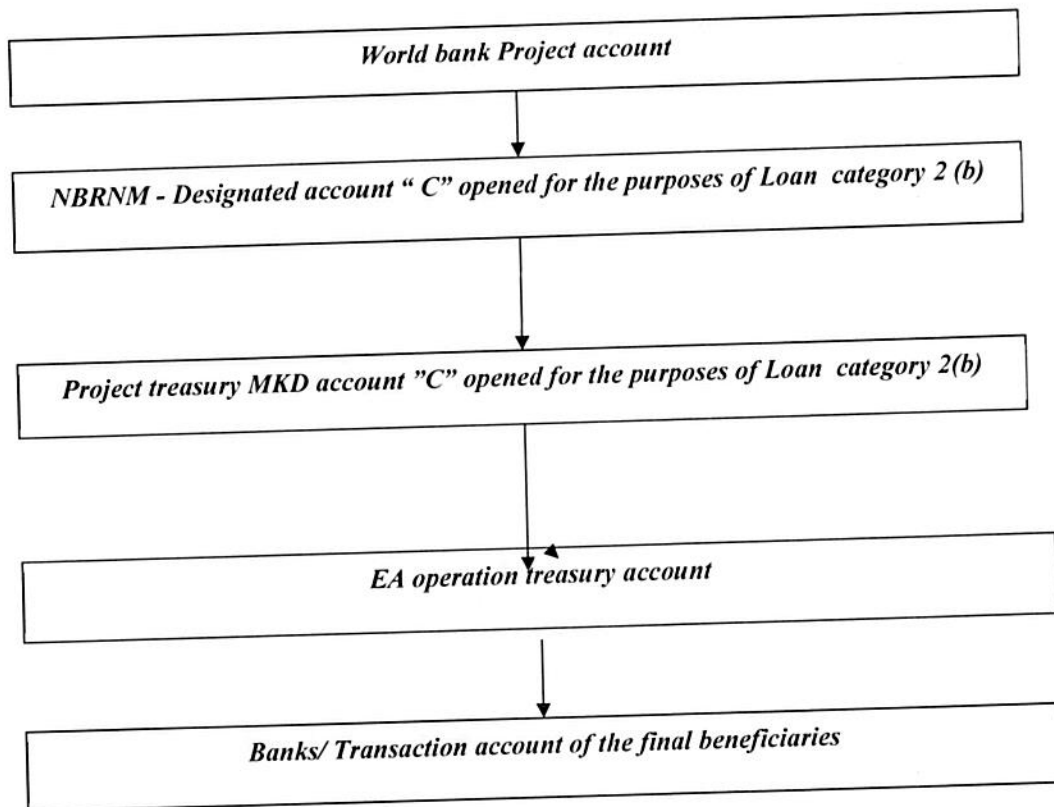 World bank Project account
NBRNM - Designated account “ C” opened for the purposes of Loan category 2 (b)
Project treasury MKD account ”C” opened for the purposes of Loan category 2(b)
EA operation treasury account
Banks/ Transaction account of the final beneficiaries